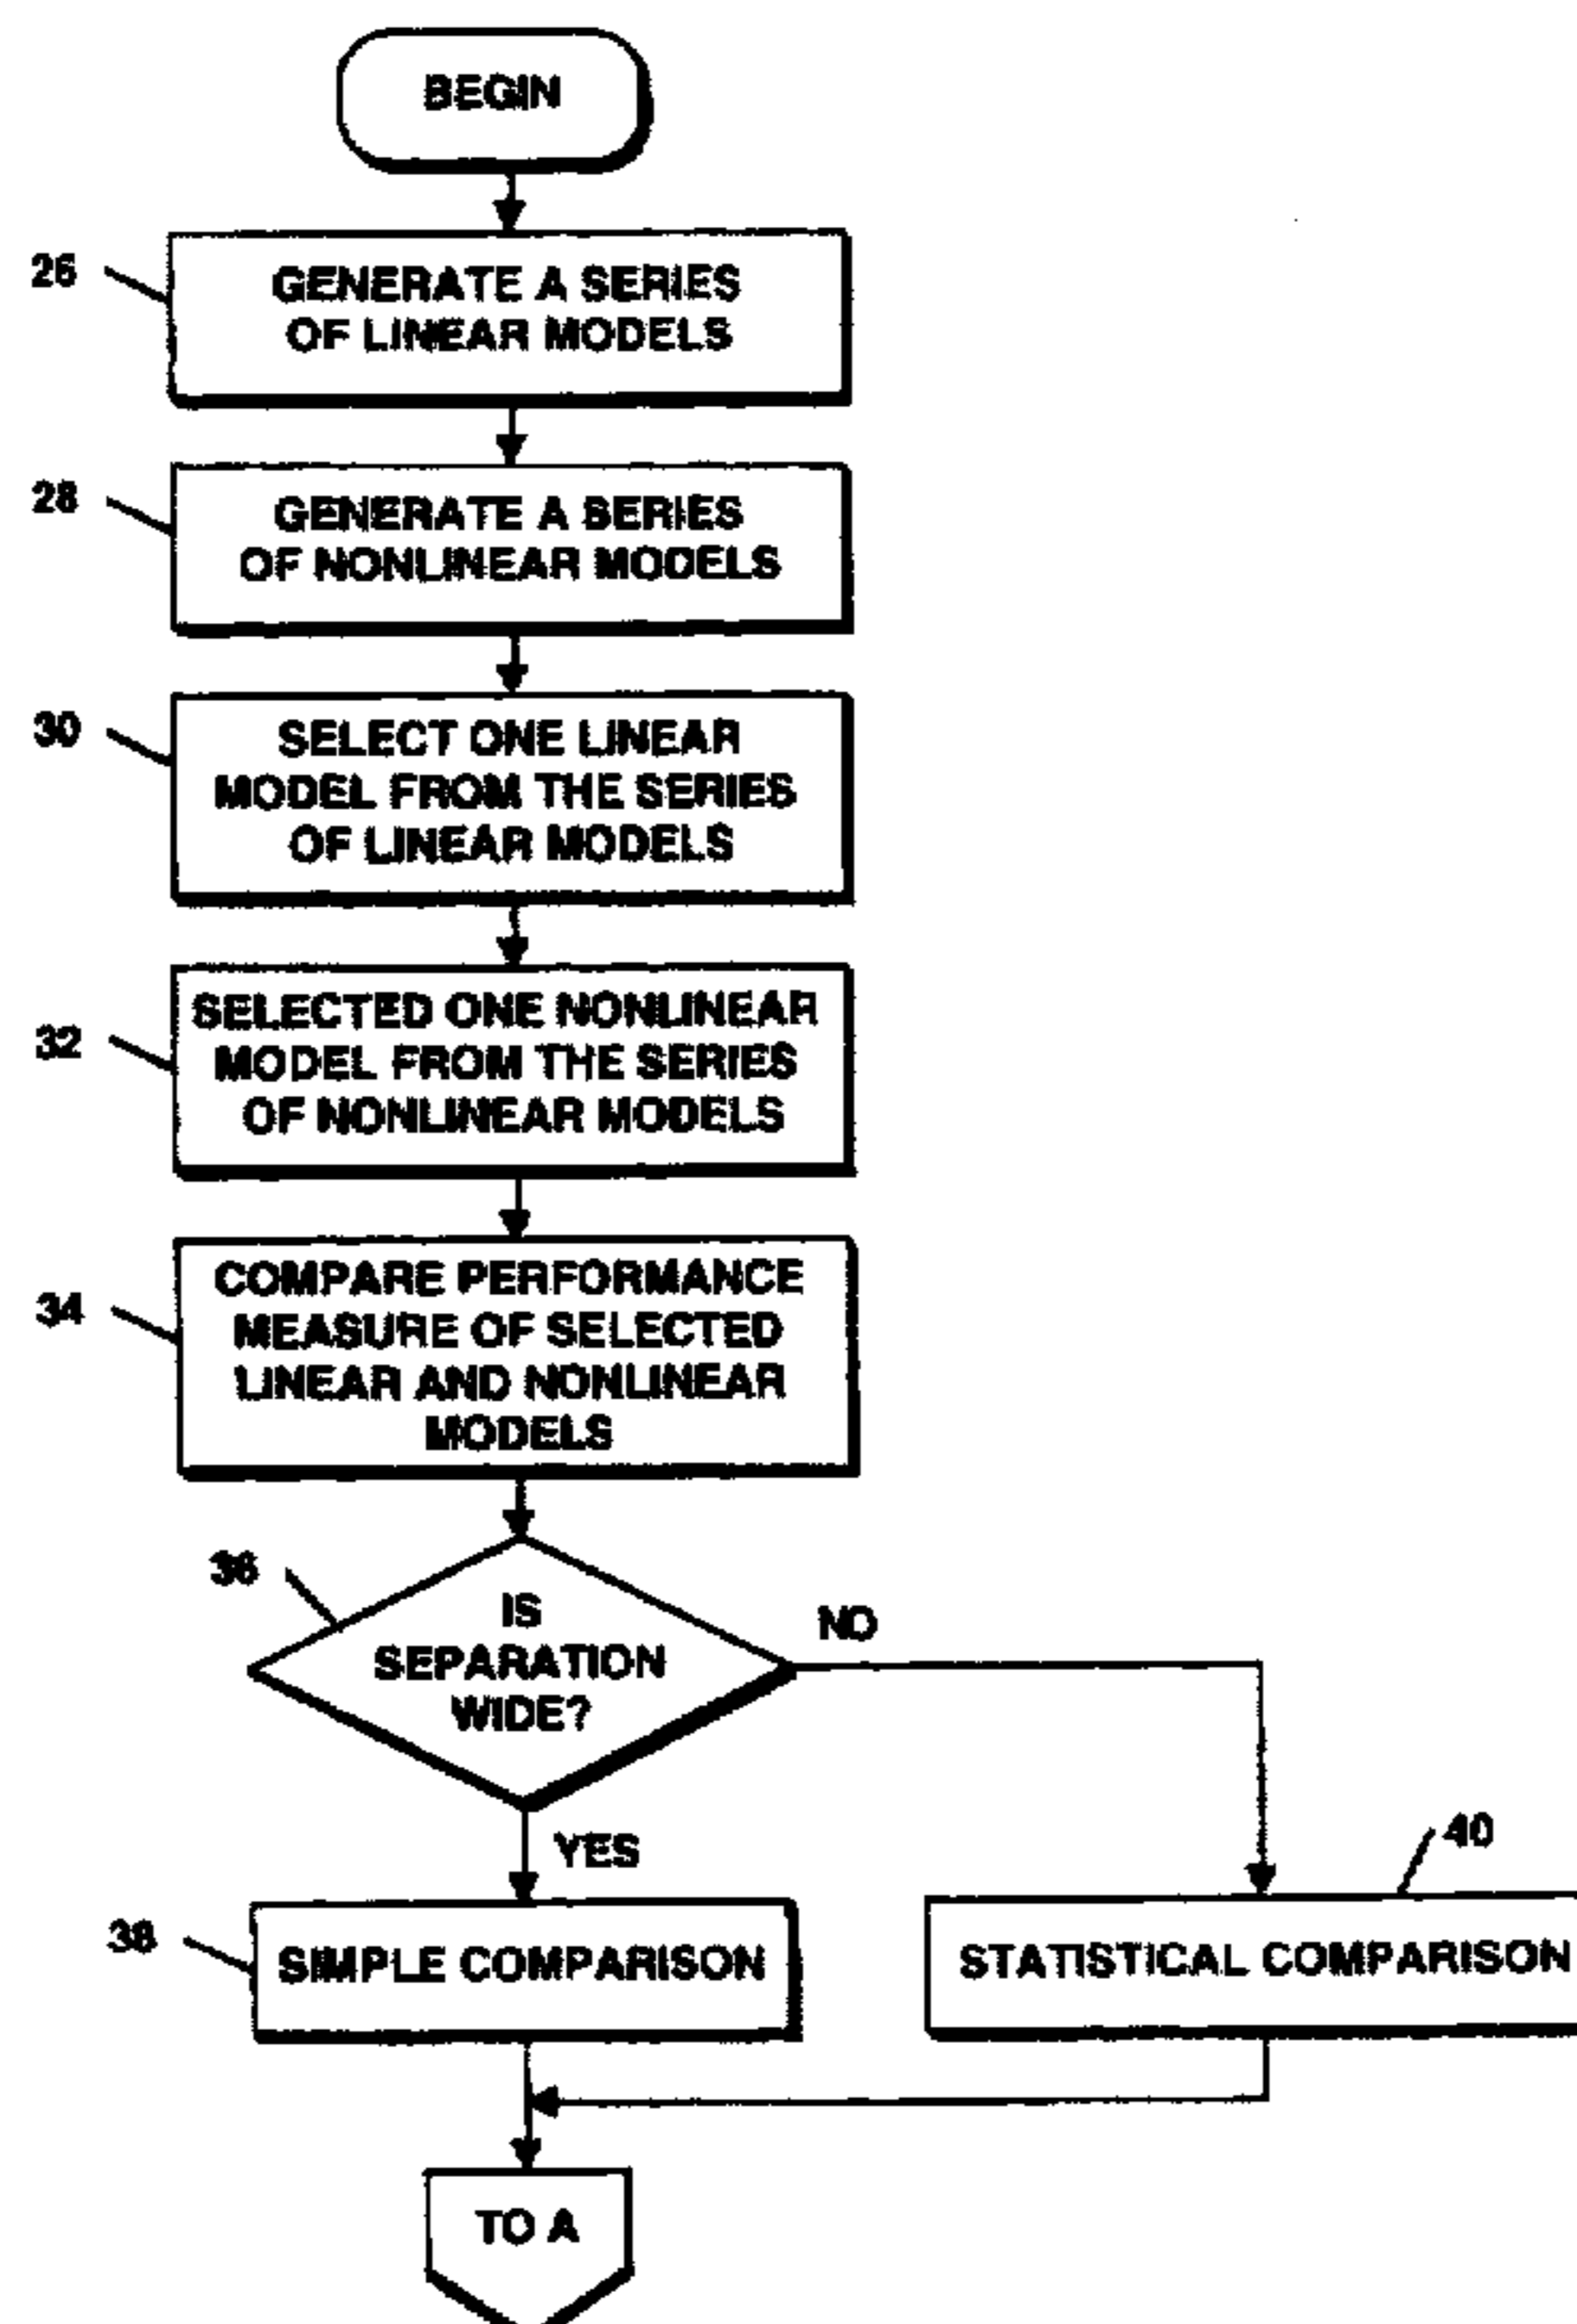 BEGIN
26
GENERATE A SERIES
OF LINEAR MODELS
28
GENERATE A SERIES
OF NONLINEAR MODELS
30
SELECT ONE LINEAR
MODEL FROM THE SERIES
OF LINEAR MODELS
32
SELECTED ONE NONLINEAR
MODEL FROM THE SERIES
OF NONLINEAR MODELS
34
COMPARE PERFORMANCE
MEASURE OF SELECTED
LINEAR AND NONLINEAR
MODELS
36
IS
SEPARATION
WIDE?
NO
YES
40
38
SIMPLE COMPARISON
STATISTICAL COMPARISON
TO A